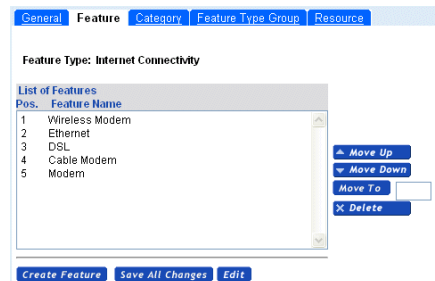 General Feature Category Feature Type Group Resource
Feature Type: Internet Connectivity
List of Features
Pos. Feature Name
1 Wireless Modem
2 Ethernet
3 DSL
4 Cable Modem
5 Modem
Move Up
Move Down
Move To
X Delete
Create Feature Save All Changes Edit